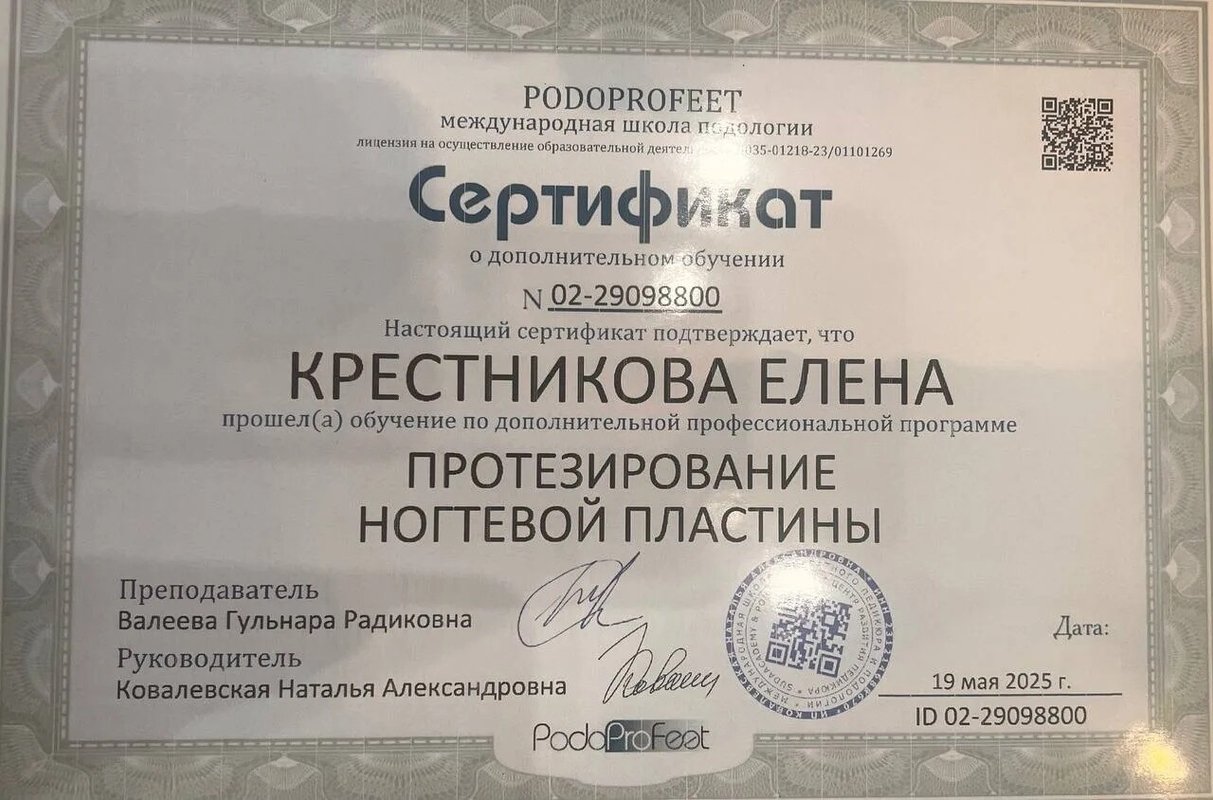 PODOPROFEET
международная школа подологии
лицензия на осуществление образовательной 035-01218-23/01101269
Сертификат
о дополнительном обучении
N 02-29098800
Настоящий сертификат подтверждает, что
КРЕСТНИКОВА ЕЛЕНА
прошел(а) обучение по дополнительной профессиональной программе
ПРОТЕЗИРОВАНИЕ
НОГТЕВОЙ ПЛАСТИНЫ
Преподаватель
Валеева Гульнара Радиковна
Руководитель
Ковалевская Наталья Александровна
Дата:
19 мая 2025 г.
ID 02-29098800
PodoProFeet